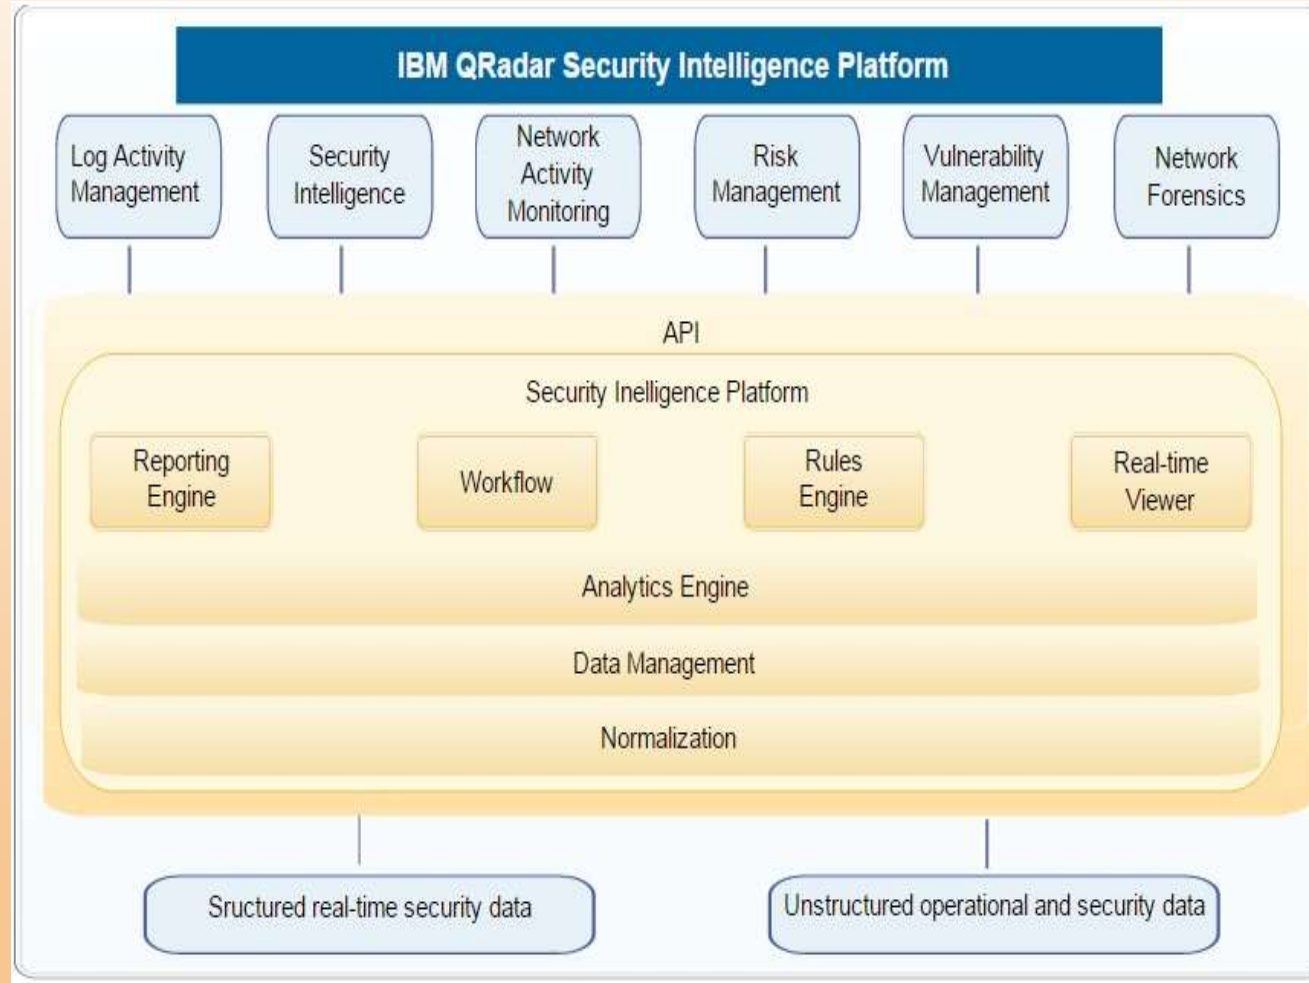 IBM QRadar Security Intelligence Platform
Log Activity
Management
Security
Intelligence
Network
Activity
Monitoring
Risk
Management
Vulnerability
Management
Network
Forensics
API
Security Inelligence Platform
Reporting
Engine
Workflow
Rules
Engine
Real-time
Viewer
Analytics Engine
Data Management
Normalization
Sructured real-time security data
Unstructured operational and security data